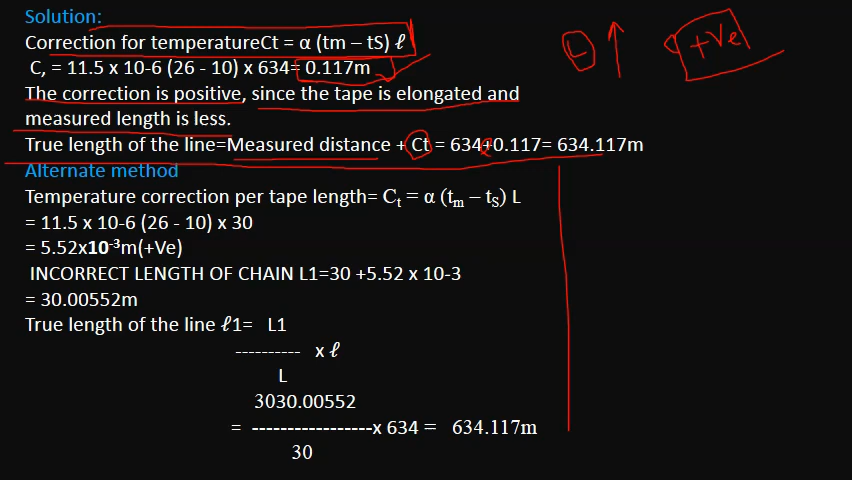 Solution:
Correction for temperatureCt = α (tm – tS) ℓ
C, = 11.5 x 10-6 (26 - 10) x 634= 0.117m
The correction is positive, since the tape is elongated and
measured length is less.
True length of the line=Measured distance + Ct = 634+0.117= 634.117m
Alternate method
Temperature correction per tape length= Ct = α (tm – tS) L
= 11.5 x 10-6 (26 - 10) x 30
= 5.52x10-3m(+Ve)
INCORRECT LENGTH OF CHAIN L1=30 +5.52 x 10-3
= 30.00552m
True length of the line ℓ1= L1
---------- x ℓ
L
3030.00552
= -----------------x 634 = 634.117m
30
L ↑ +Ve